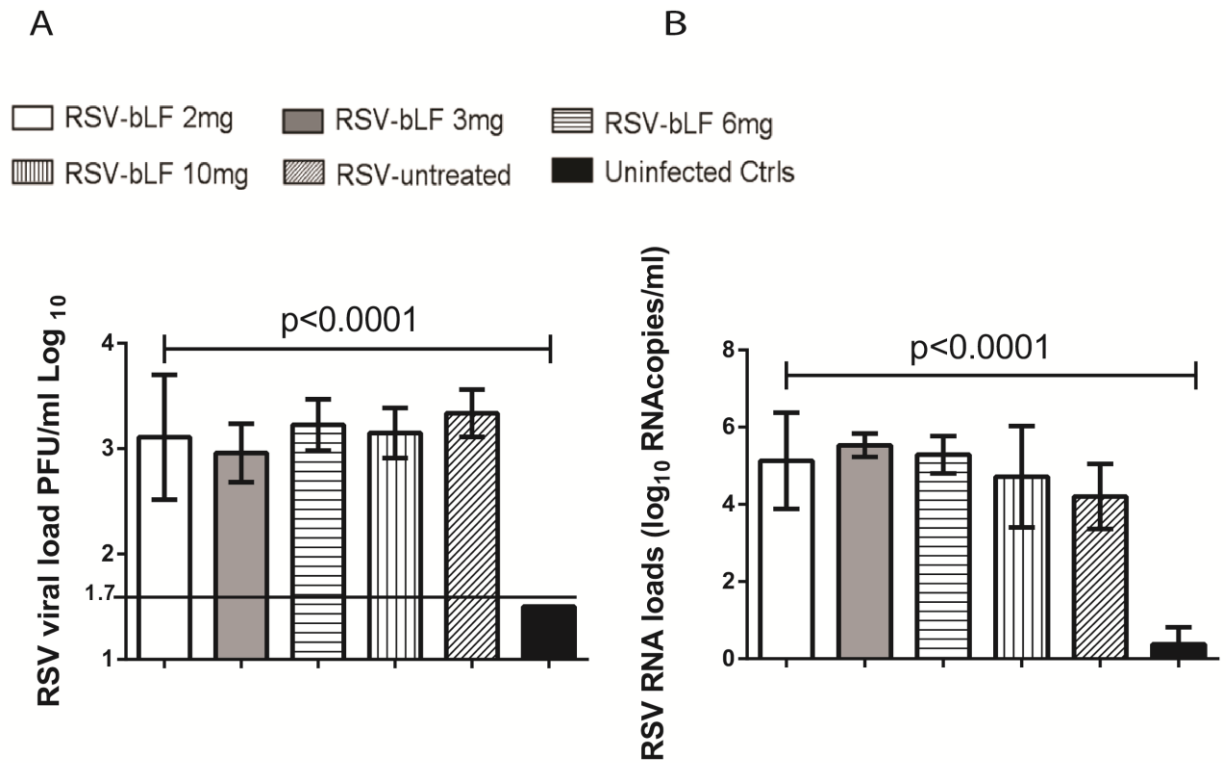 A B
RSV-bLF 2mg RSV-bLF 3mg RSV-bLF 6mg
RSV-bLF 10mg RSV-untreated Uninfected Ctrls
RSV viral load PFU/ml Log 10
p<0.0001
4
3
2
1.7
1
RSV RNA loads (log10 RNAcopies/ml)
p<0.0001
8
6
4
2
0